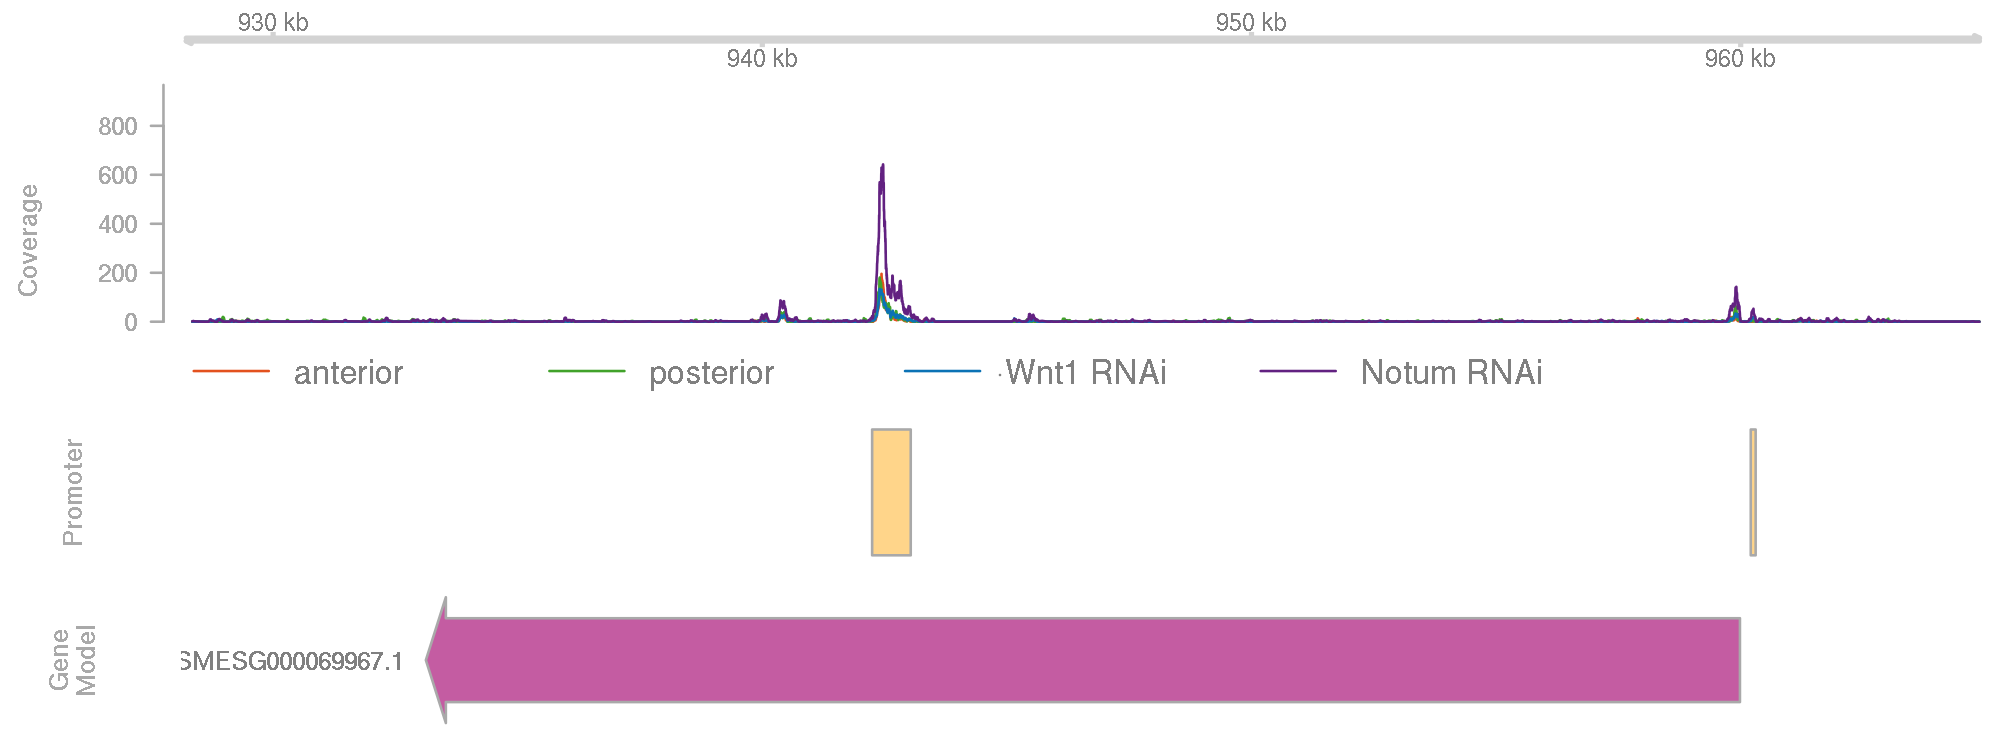 930 kb
950 kb
940 kb
960 kb
Coverage
800
600
400
200
0
anterior
posterior
Wnt1 RNAi
Notum RNAi
Promoter
Gene
Model
SMESG000069967.1